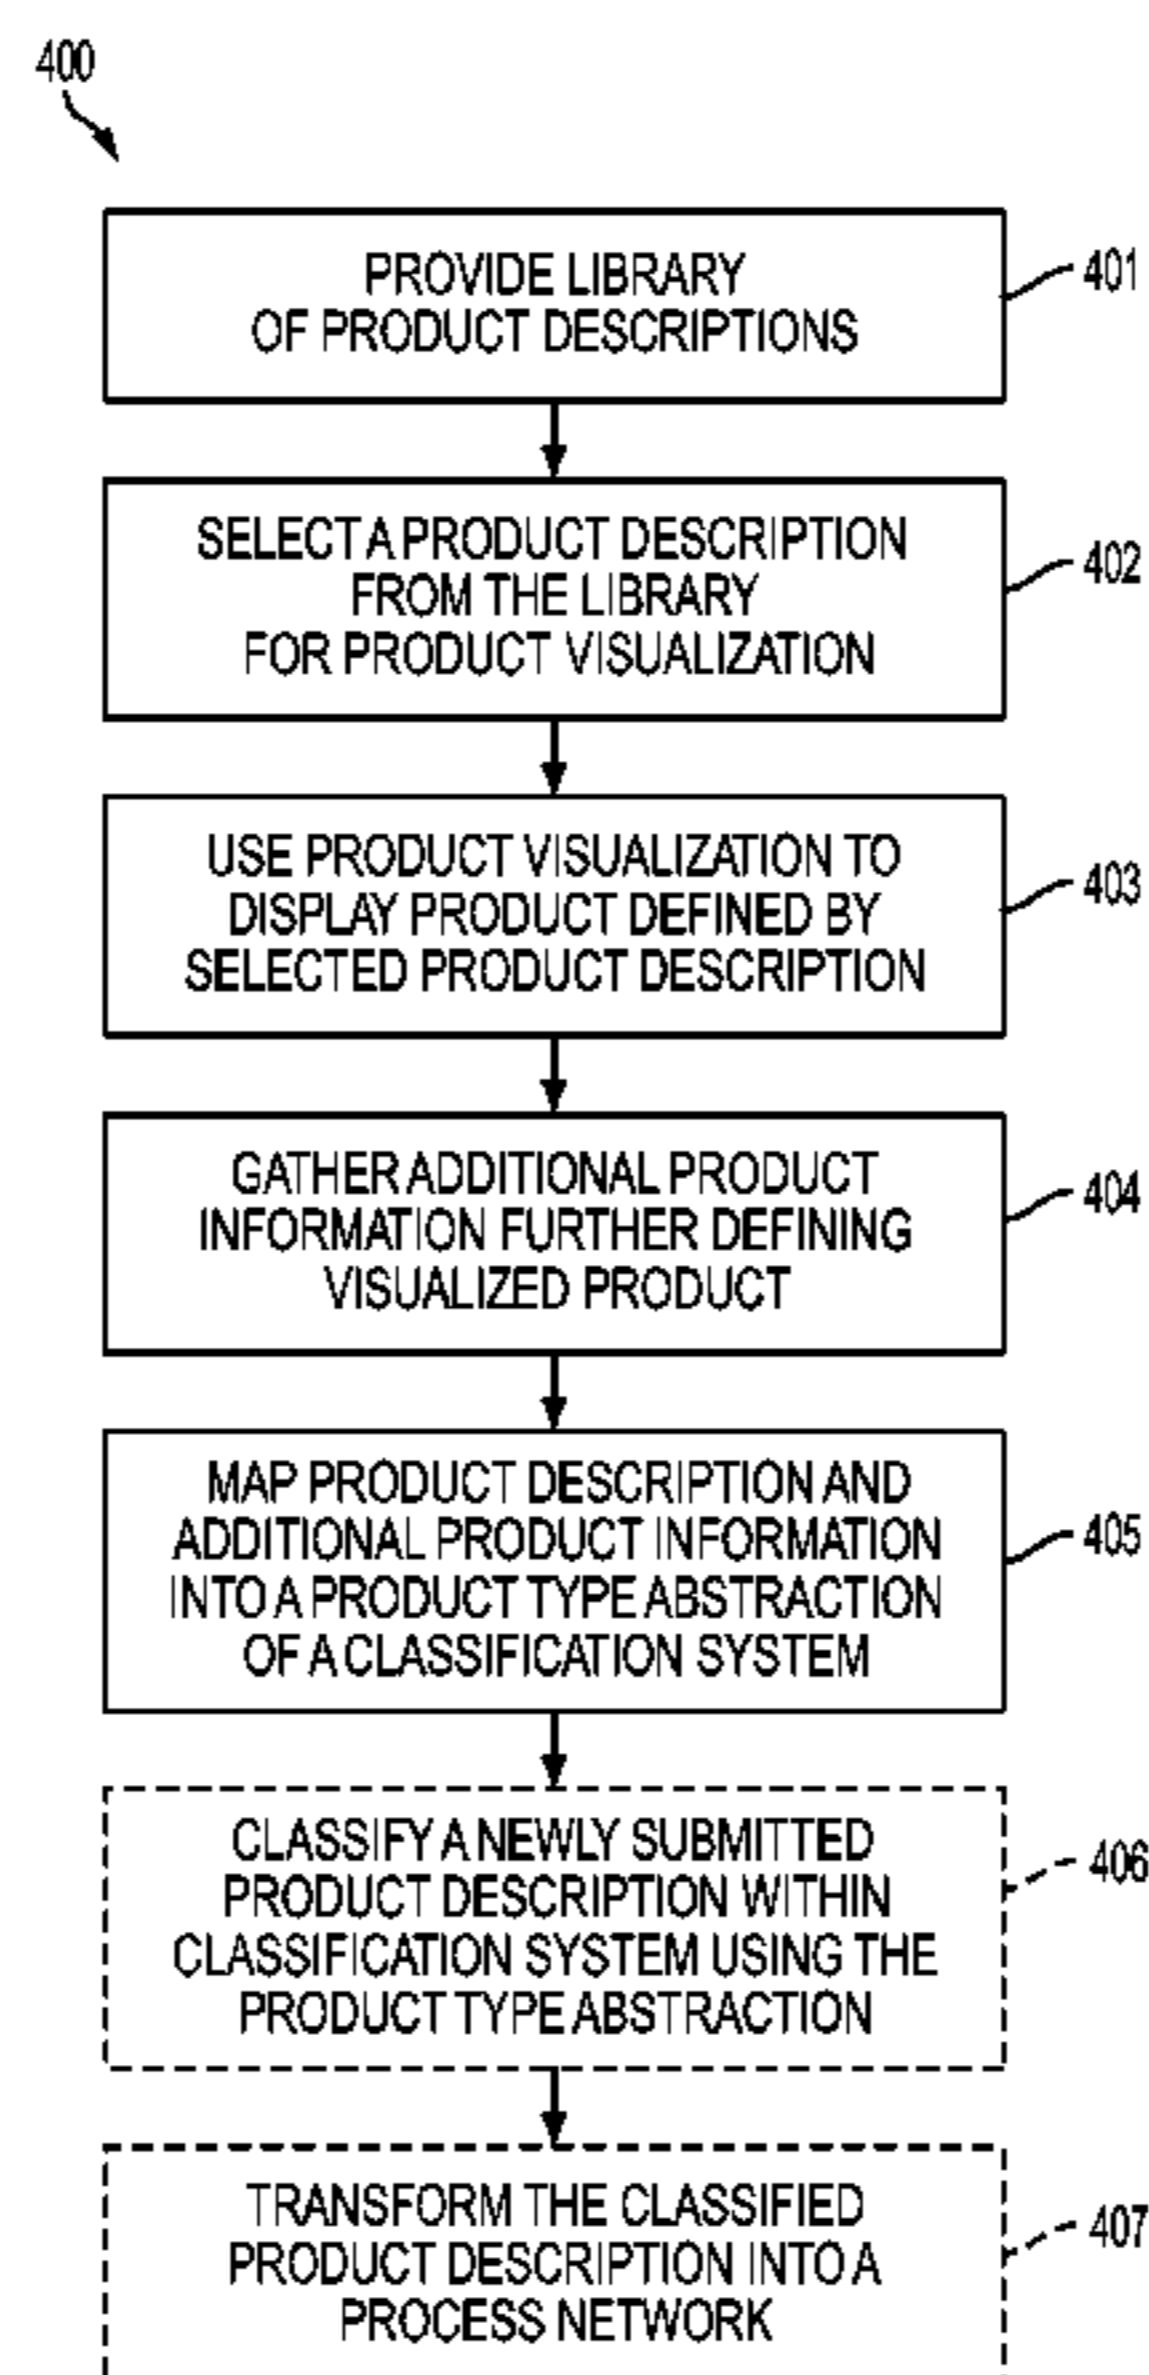 400
PROVIDE LIBRARY
OF PRODUCT DESCRIPTIONS
401
SELECT A PRODUCT DESCRIPTION
FROM THE LIBRARY
FOR PRODUCT VISUALIZATION
402
USE PRODUCT VISUALIZATION TO
DISPLAY PRODUCT DEFINED BY
SELECTED PRODUCT DESCRIPTION
403
GATHER ADDITIONAL PRODUCT
INFORMATION FURTHER DEFINING
VISUALIZED PRODUCT
404
MAP PRODUCT DESCRIPTION AND
ADDITIONAL PRODUCT INFORMATION
INTO A PRODUCT TYPE ABSTRACTION
OF A CLASSIFICATION SYSTEM
405
CLASSIFY A NEWLY SUBMITTED
PRODUCT DESCRIPTION WITHIN
CLASSIFICATION SYSTEM USING THE
PRODUCT TYPE ABSTRACTION
406
TRANSFORM THE CLASSIFIED
PRODUCT DESCRIPTION INTO A
PROCESS NETWORK
407